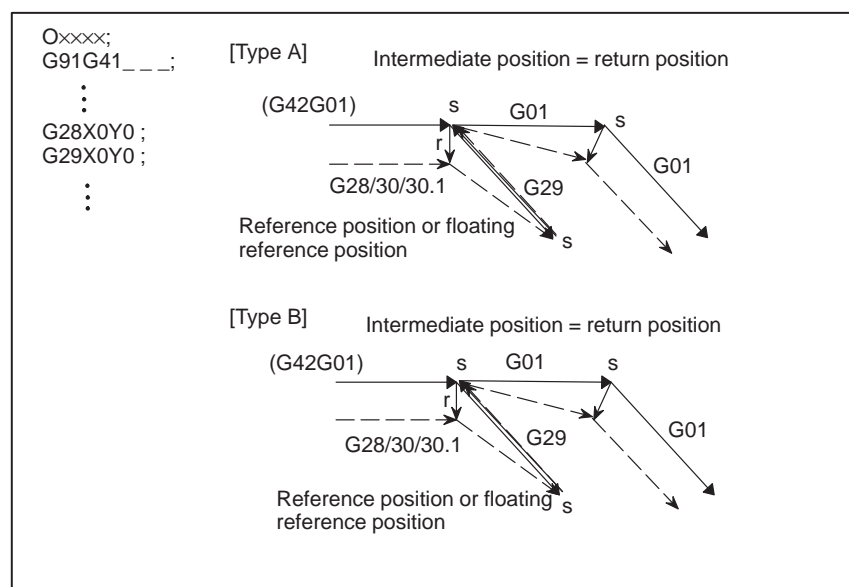 O××××;
G91G41_ _ _;
G28X0Y0 ;
G29X0Y0 ;
[Type A]
Intermediate position = return position
(G42G01)
s
G01
s
r
G01
G28/30/30.1
G29
Reference position or floating
reference position
s
[Type B]
Intermediate position = return position
(G42G01)
s
G01
s
r
G01
G28/30/30.1
G29
Reference position or floating
reference position
s